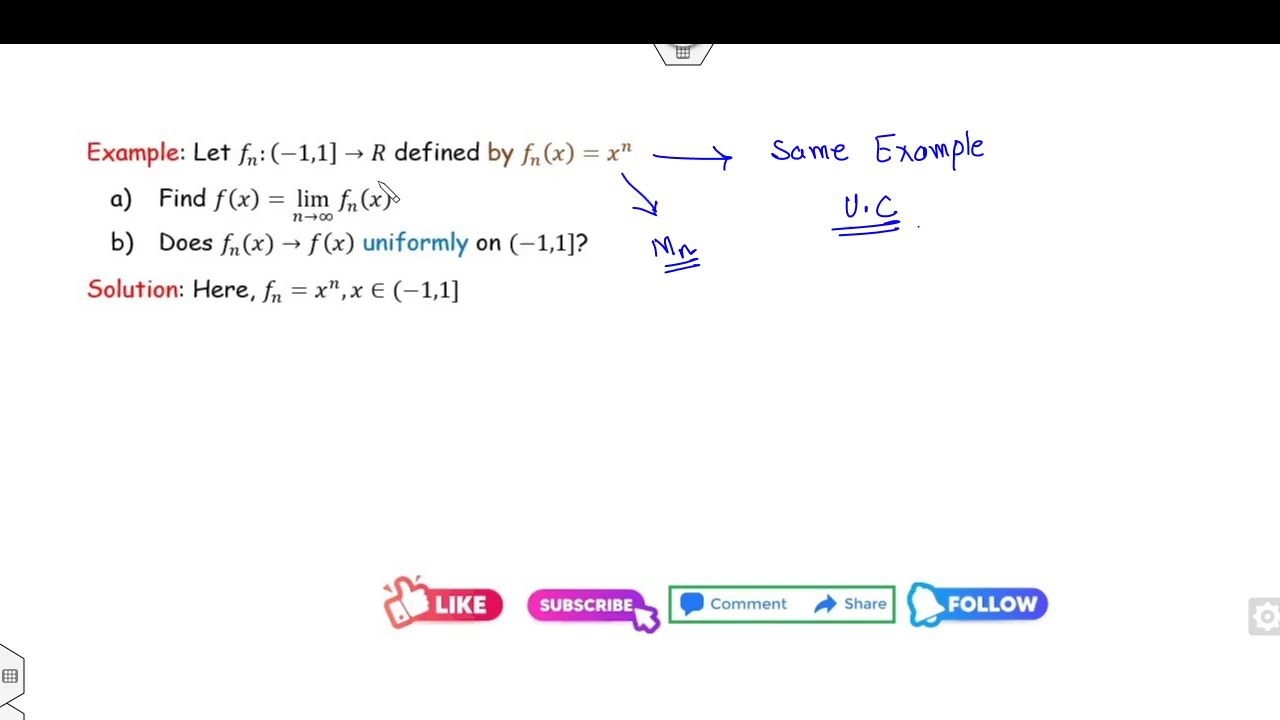 Example: Let fₙ: (−1,1] → R defined by fₙ(x) = xⁿ → Same Example
a) Find f(x) = lim fₙ(x)
n→∞
U.C
b) Does fₙ(x) → f(x) uniformly on (−1,1]?
Mₙ
Solution: Here, fₙ = xⁿ, x ∈ (−1,1]
LIKE
SUBSCRIBE
Comment Share
FOLLOW